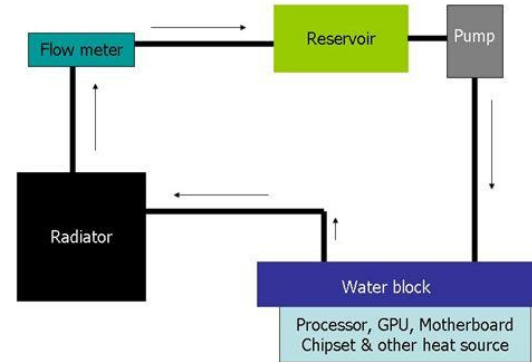 Flow meter
Reservoir
Pump
Radiator
Water block
Processor, GPU, Motherboard
Chipset & other heat source